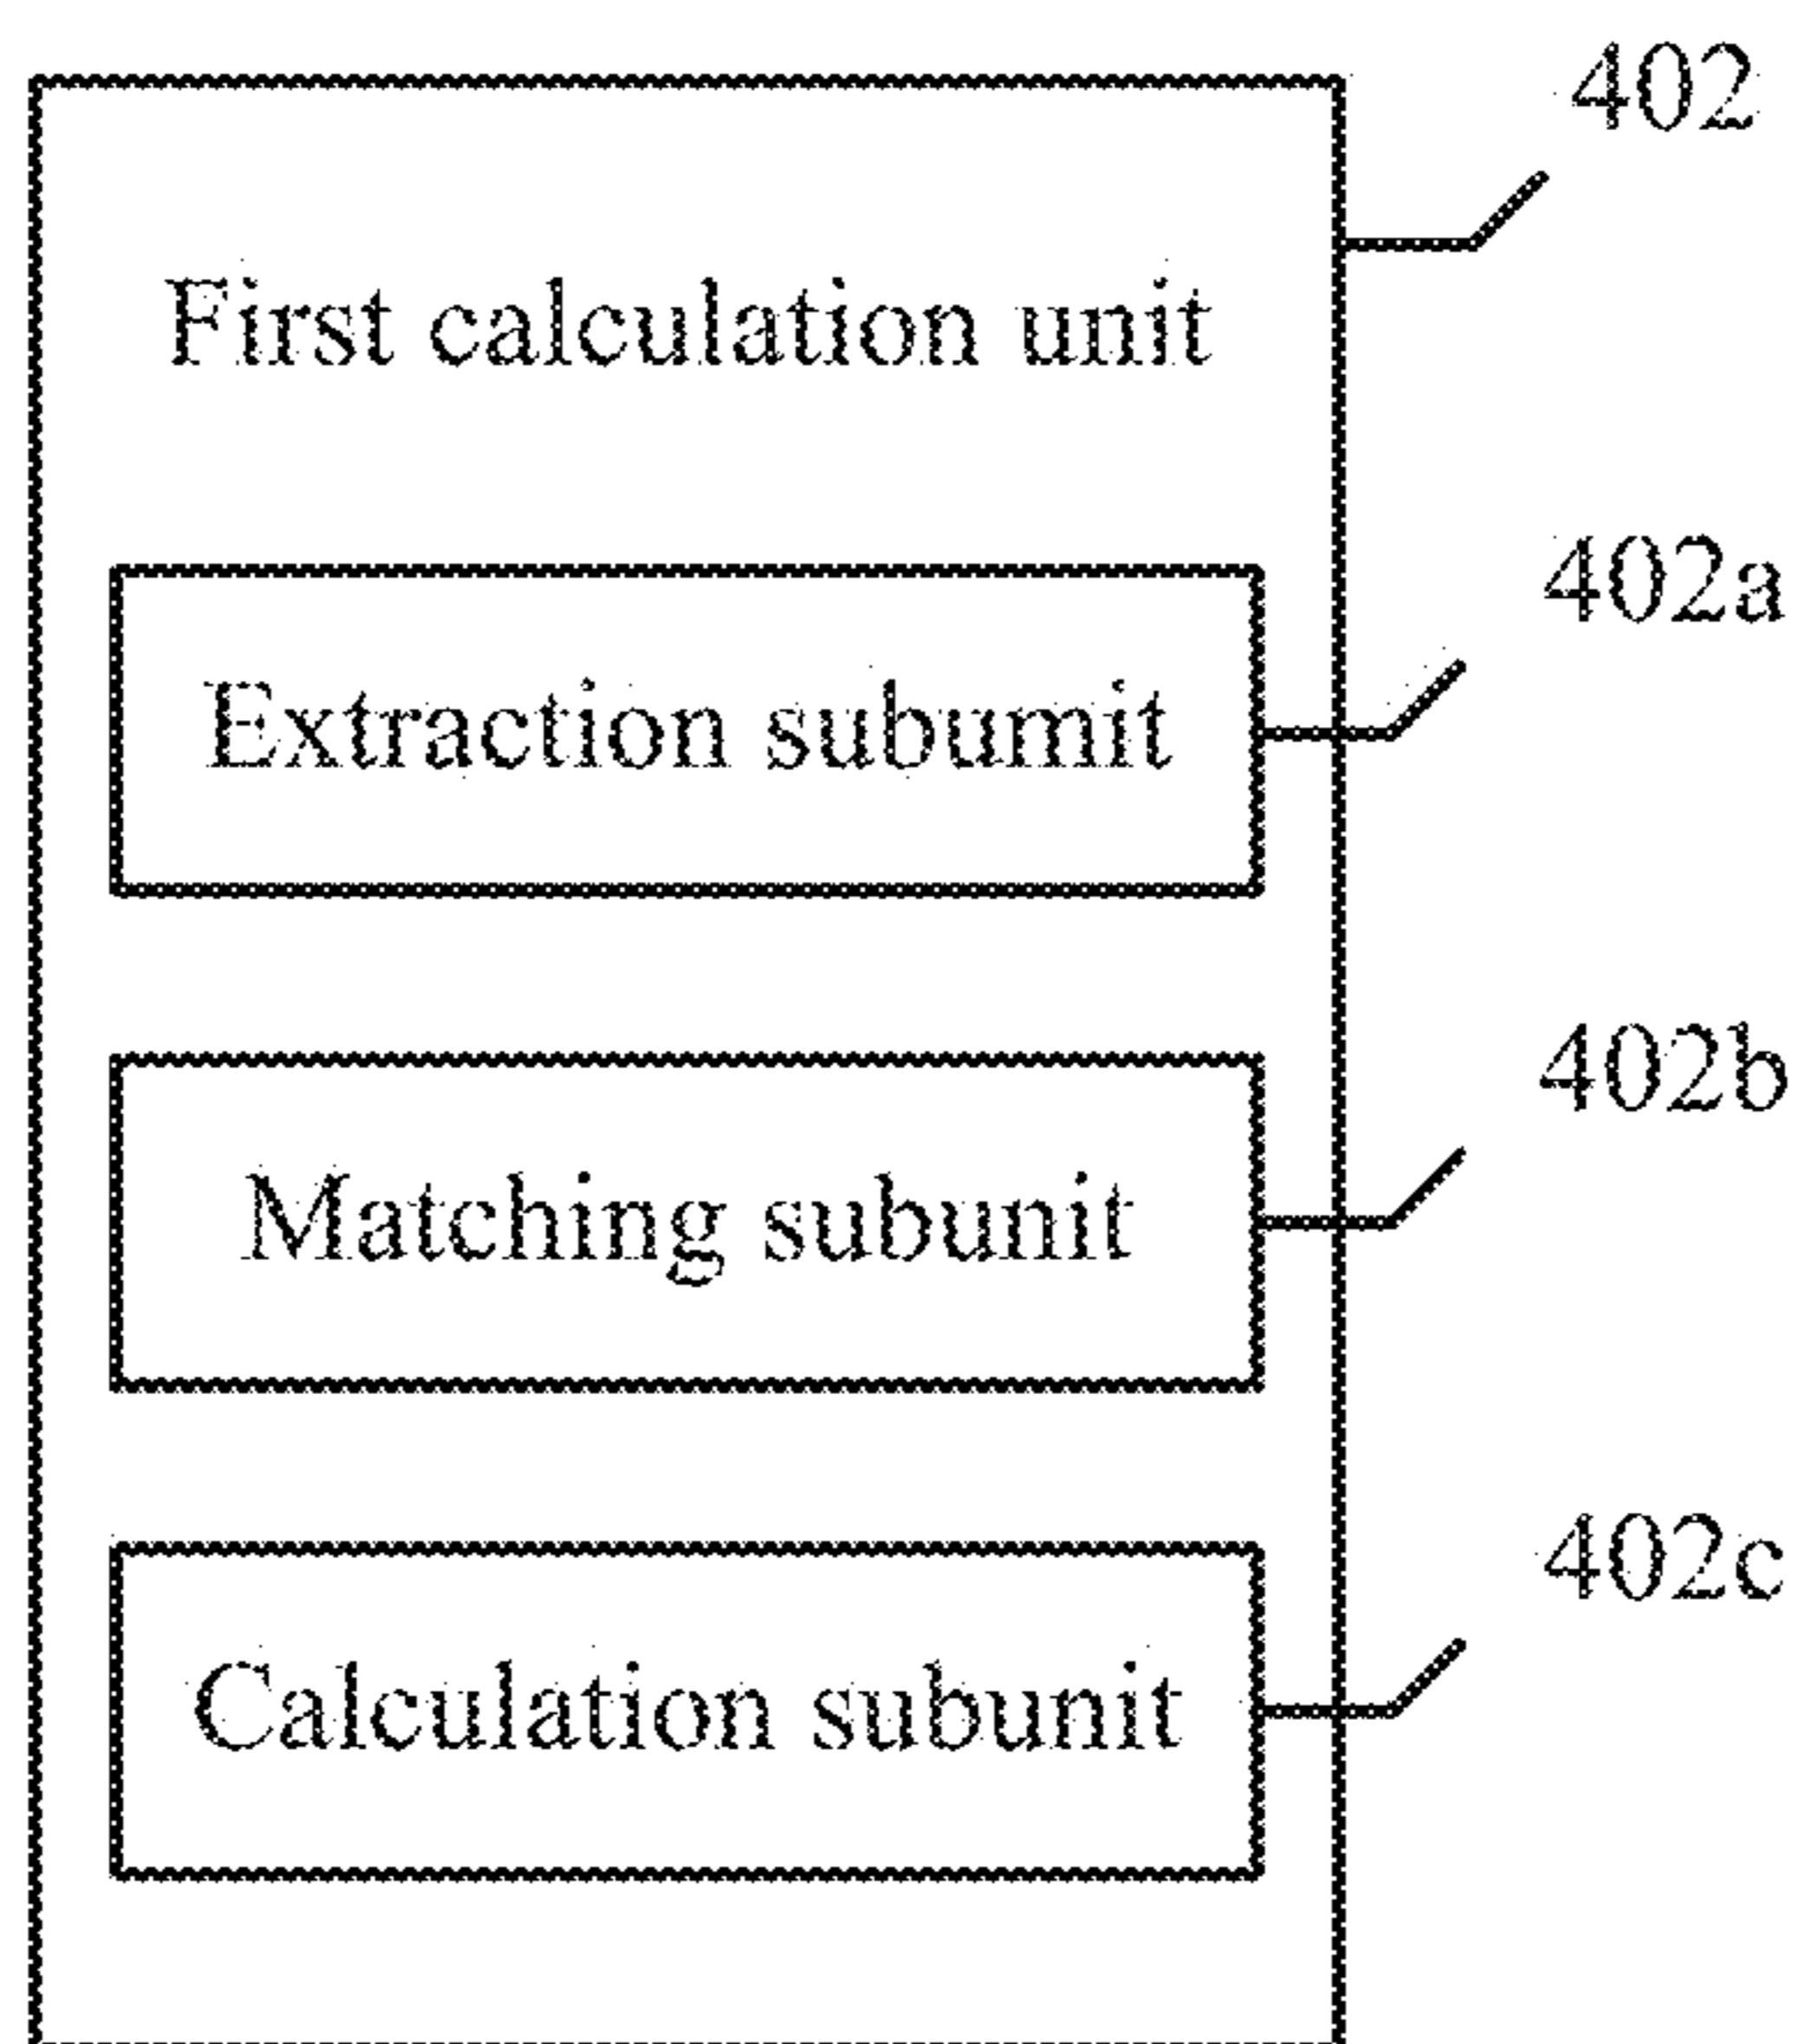 402
First calculation unit
402a
Extraction subumit
402b
Matching subunit
402c
Calculation subunit